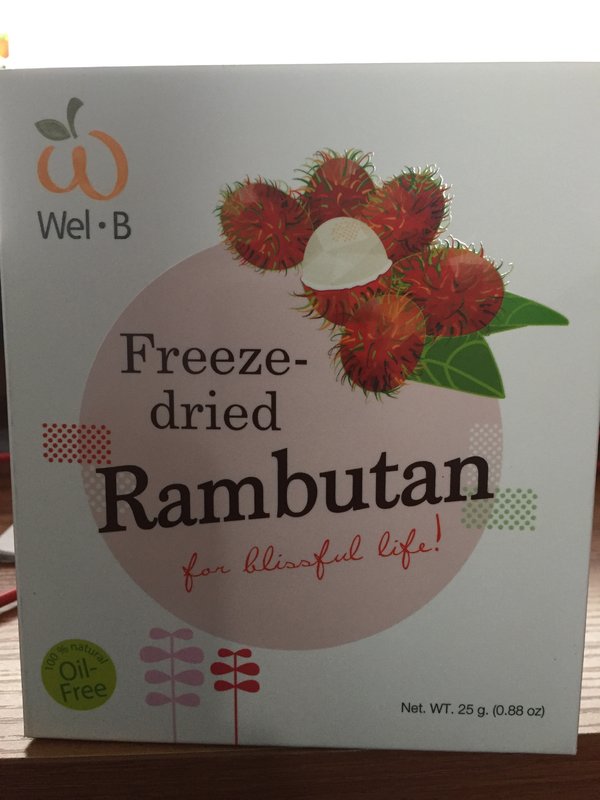 Wel•B
Freeze-
dried
Rambutan
for blissful life!
100% natural
Oil-
Free
Net. WT. 25 g. (0.88 oz)